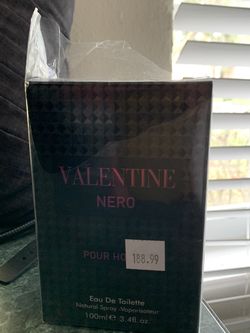 VALENTINE
NERO
POUR HO
188.99
Eau De Toilette
Natural Spray -Vaporisateur
100ml ℮ 3.4fl.oz.